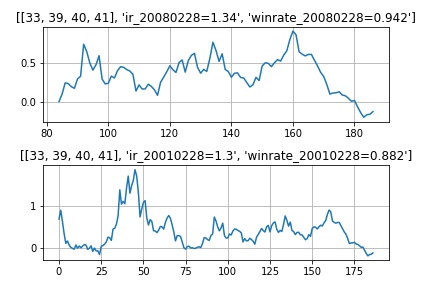 [[33, 39, 40, 41], 'ir_20080228=1.34', 'winrate_20080228=0.942']
0.5
0.0
80 100 120 140 160 180
[[33, 39, 40, 41], 'ir_20010228=1.3', 'winrate_20010228=0.882']
1
0
0 25 50 75 100 125 150 175